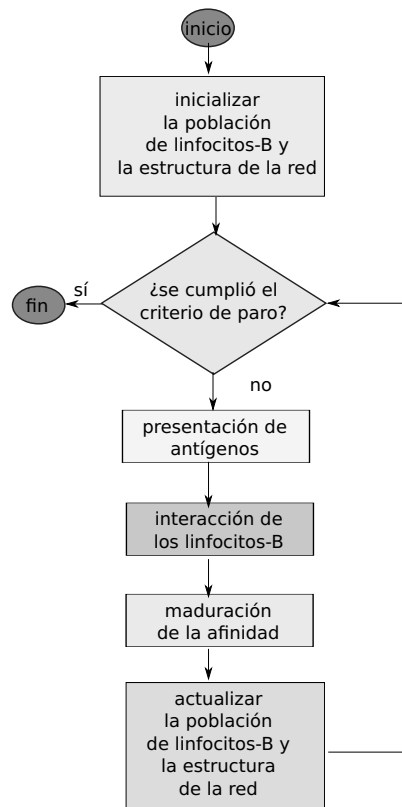 inicio
inicializar
la población
de linfocitos-B y
la estructura de la red
¿se cumplió el
criterio de paro?
sí
fin
no
presentación de
antígenos
interacción de
los linfocitos-B
maduración
de la afinidad
actualizar
la población
de linfocitos-B y
la estructura
de la red